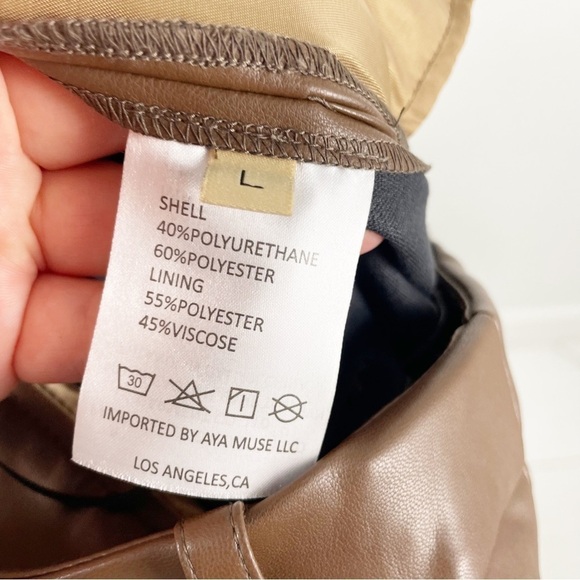 L
SHELL
40%POLYURETHANE
60%POLYESTER
LINING
55%POLYESTER
45%VISCOSE
30
IMPORTED BY AYA MUSE LLC
LOS ANGELES,CA